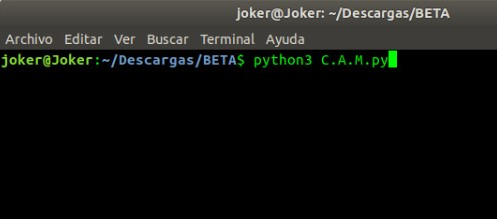 joker@Joker: ~/Descargas/BETA
Archivo Editar Ver Buscar Terminal Ayuda
joker@Joker:~/Descargas/BETA$ python3 C.A.M.py